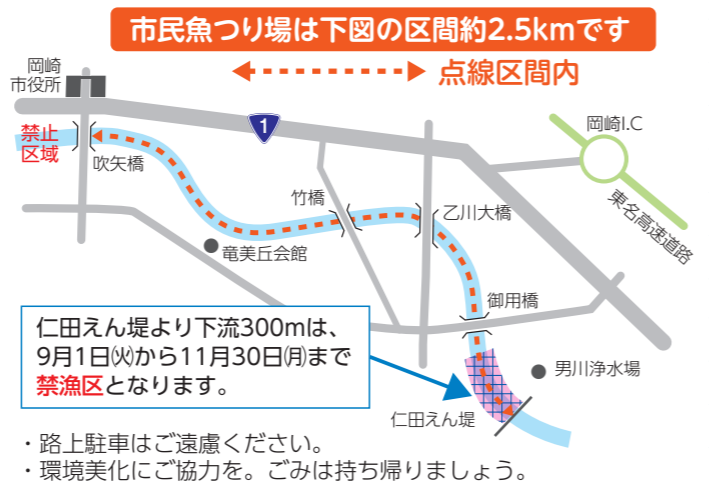 市民魚つり場は下図の区間約2.5kmです
点線区間内
岡崎
市役所
1
岡崎I.C
禁止
区域
吹矢橋
東名高速道路
竹橋
乙川大橋
竜美丘会館
御用橋
仁田えん堤より下流300mは、
9月1日㈫から11月30日㈪まで
禁漁区となります。
男川浄水場
仁田えん堤
・路上駐車はご遠慮ください。
・環境美化にご協力を。ごみは持ち帰りましょう。